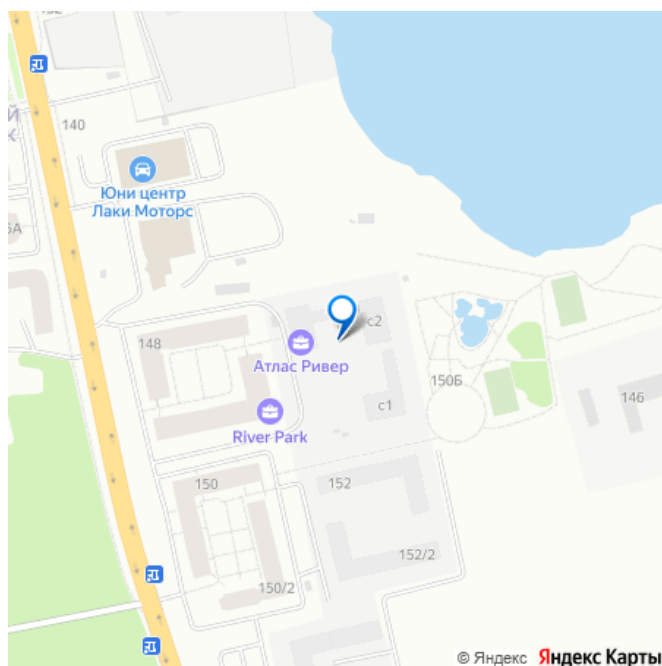 140
Юни центр
Лаки Моторс
148
Атлас Ривер
с2
River Park
с1
150Б
146
150
152
152/2
150/2
© Яндекс Яндекс Карты